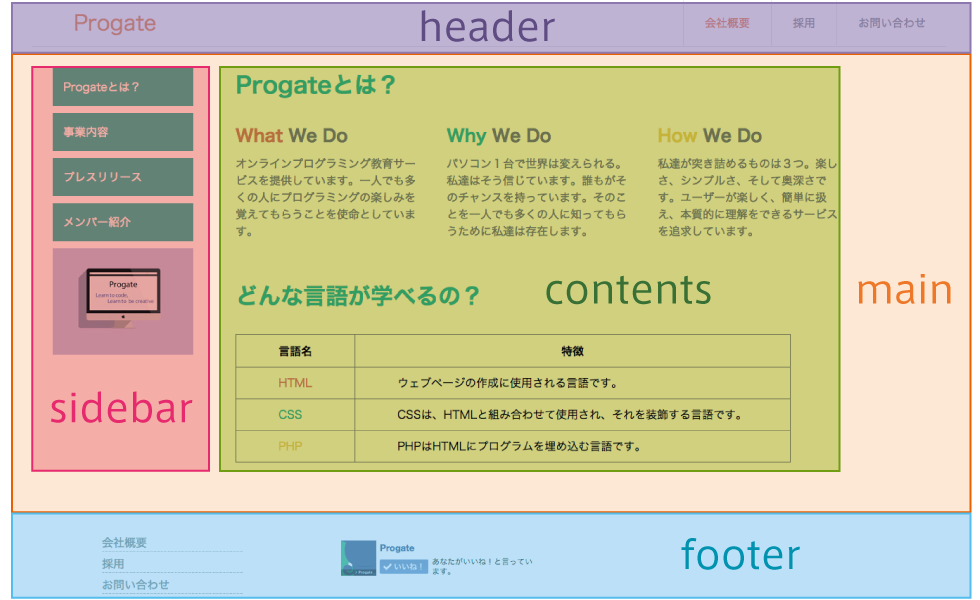 Progate
header
会社概要
採用
お問い合わせ
Progateとは？
事業内容
プレスリリース
メンバー紹介
Progate
Learn to code,
Learn to be creative.
sidebar
Progateとは？
What We Do
オンラインプログラミング教育サー
ビスを提供しています。一人でも多
くの人にプログラミングの楽しみを
覚えてもらうことを使命としていま
す。
Why We Do
パソコン１台で世界は変えられる。
私達はそう信じています。誰もがそ
のチャンスを持っています。そのこ
とを一人でも多くの人に知ってもら
うために私達は存在します。
How We Do
私達が突き詰めるものは３つ。楽し
さ、シンプルさ、そして奥深さで
す。ユーザーが楽しく、簡単に扱
え、本質的に理解をできるサービス
を追求しています。
どんな言語が学べるの？
contents
main
言語名
特徴
HTML
ウェブページの作成に使用される言語です。
CSS
CSSは、HTMLと組み合わせて使用され、それを装飾する言語です。
PHP
PHPはHTMLにプログラムを埋め込む言語です。
会社概要
採用
お問い合わせ
Progate
Progate
いいね！
あなたがいいね！と言ってい
ます。
footer